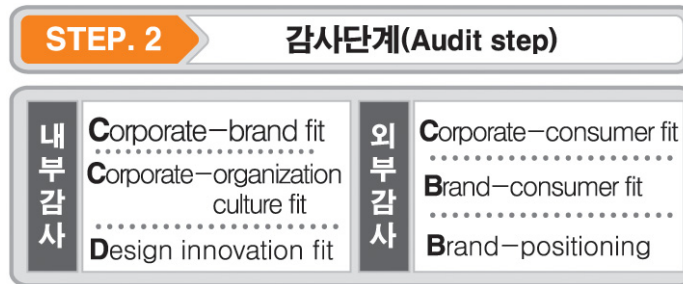 STEP. 2
감사단계(Audit step)
내부감사
Corporate–brand fit
Corporate–organization
culture fit
Design innovation fit
외부감사
Corporate–consumer fit
Brand–consumer fit
Brand–positioning